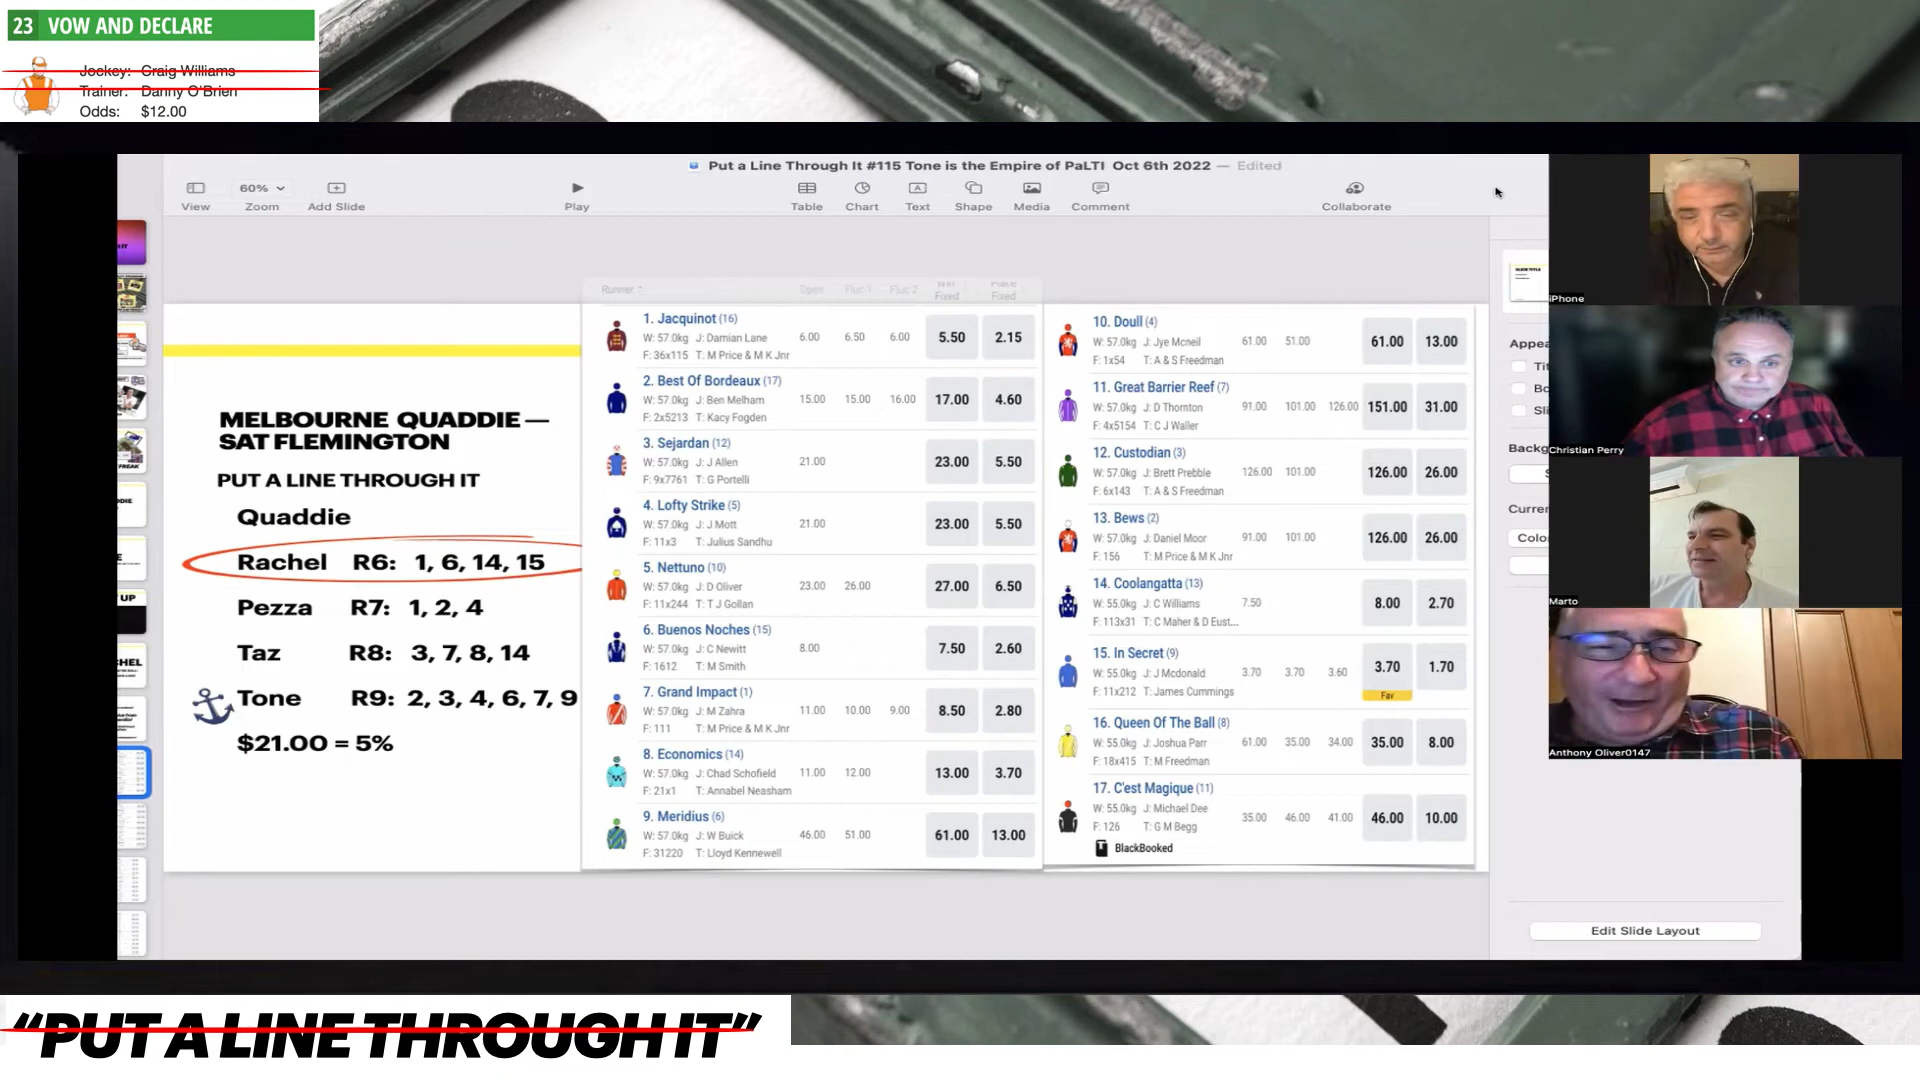 23 VOW AND DECLARE
Jockey: Craig Williams
Trainer: Danny O'Brien
Odds: $12.00
Put a Line Through It #115 Tone is the Empire of PaLTI Oct 6th 2022 — Edited
60%
View Zoom Add Slide Play Table Chart Text Shape Media Comment Collaborate
MELBOURNE QUADDIE —
SAT FLEMINGTON
PUT A LINE THROUGH IT
Quaddie
Rachel R6: 1, 6, 14, 15
Pezza R7: 1, 2, 4
Taz R8: 3, 7, 8, 14
Tone R9: 2, 3, 4, 6, 7, 9
$21.00 = 5%
Runner Open Fluc 1 Fluc 2 Win Fixed Place Fixed
1. Jacquinot (16)
W: 57.0kg J: Damian Lane 6.00 6.50 6.00 5.50 2.15
F: 36x115 T: M Price & M K Jnr
2. Best Of Bordeaux (17)
W: 57.0kg J: Ben Melham 15.00 15.00 16.00 17.00 4.60
F: 2x5213 T: Kacy Fogden
3. Sejardan (12)
W: 57.0kg J: J Allen 21.00 23.00 5.50
F: 9x7761 T: G Portelli
4. Lofty Strike (5)
W: 57.0kg J: J Mott 21.00 23.00 5.50
F: 11x3 T: Julius Sandhu
5. Nettuno (10)
W: 57.0kg J: D Oliver 23.00 26.00 27.00 6.50
F: 11x244 T: T J Gollan
6. Buenos Noches (15)
W: 57.0kg J: C Newitt 8.00 7.50 2.60
F: 1612 T: M Smith
7. Grand Impact (1)
W: 57.0kg J: M Zahra 11.00 10.00 9.00 8.50 2.80
F: 111 T: M Price & M K Jnr
8. Economics (14)
W: 57.0kg J: Chad Schofield 11.00 12.00 13.00 3.70
F: 21x1 T: Annabel Neasham
9. Meridius (6)
W: 57.0kg J: W Buick 46.00 51.00 61.00 13.00
F: 31220 T: Lloyd Kennewell
10. Doull (4)
W: 57.0kg J: Jye Mcneil 61.00 51.00 61.00 13.00
F: 1x54 T: A & S Freedman
11. Great Barrier Reef (7)
W: 57.0kg J: D Thornton 91.00 101.00 126.00 151.00 31.00
F: 4x5154 T: C J Waller
12. Custodian (3)
W: 57.0kg J: Brett Prebble 126.00 101.00 126.00 26.00
F: 6x143 T: A & S Freedman
13. Bews (2)
W: 57.0kg J: Daniel Moor 91.00 101.00 126.00 26.00
F: 156 T: M Price & M K Jnr
14. Coolangatta (13)
W: 55.0kg J: C Williams 7.50 8.00 2.70
F: 113x31 T: C Maher & D Eust...
15. In Secret (9)
W: 55.0kg J: J Mcdonald 3.70 3.70 3.60 3.70 1.70
F: 11x212 T: James Cummings Fav
16. Queen Of The Ball (8)
W: 55.0kg J: Joshua Parr 61.00 35.00 34.00 35.00 8.00
F: 18x415 T: M Freedman
17. C'est Magique (11)
W: 55.0kg J: Michael Dee 35.00 46.00 41.00 46.00 10.00
F: 126 T: G M Begg
BlackBooked
Edit Slide Layout
iPhone
Christian Perry
Marto
Anthony Oliver0147
"PUT A LINE THROUGH IT"